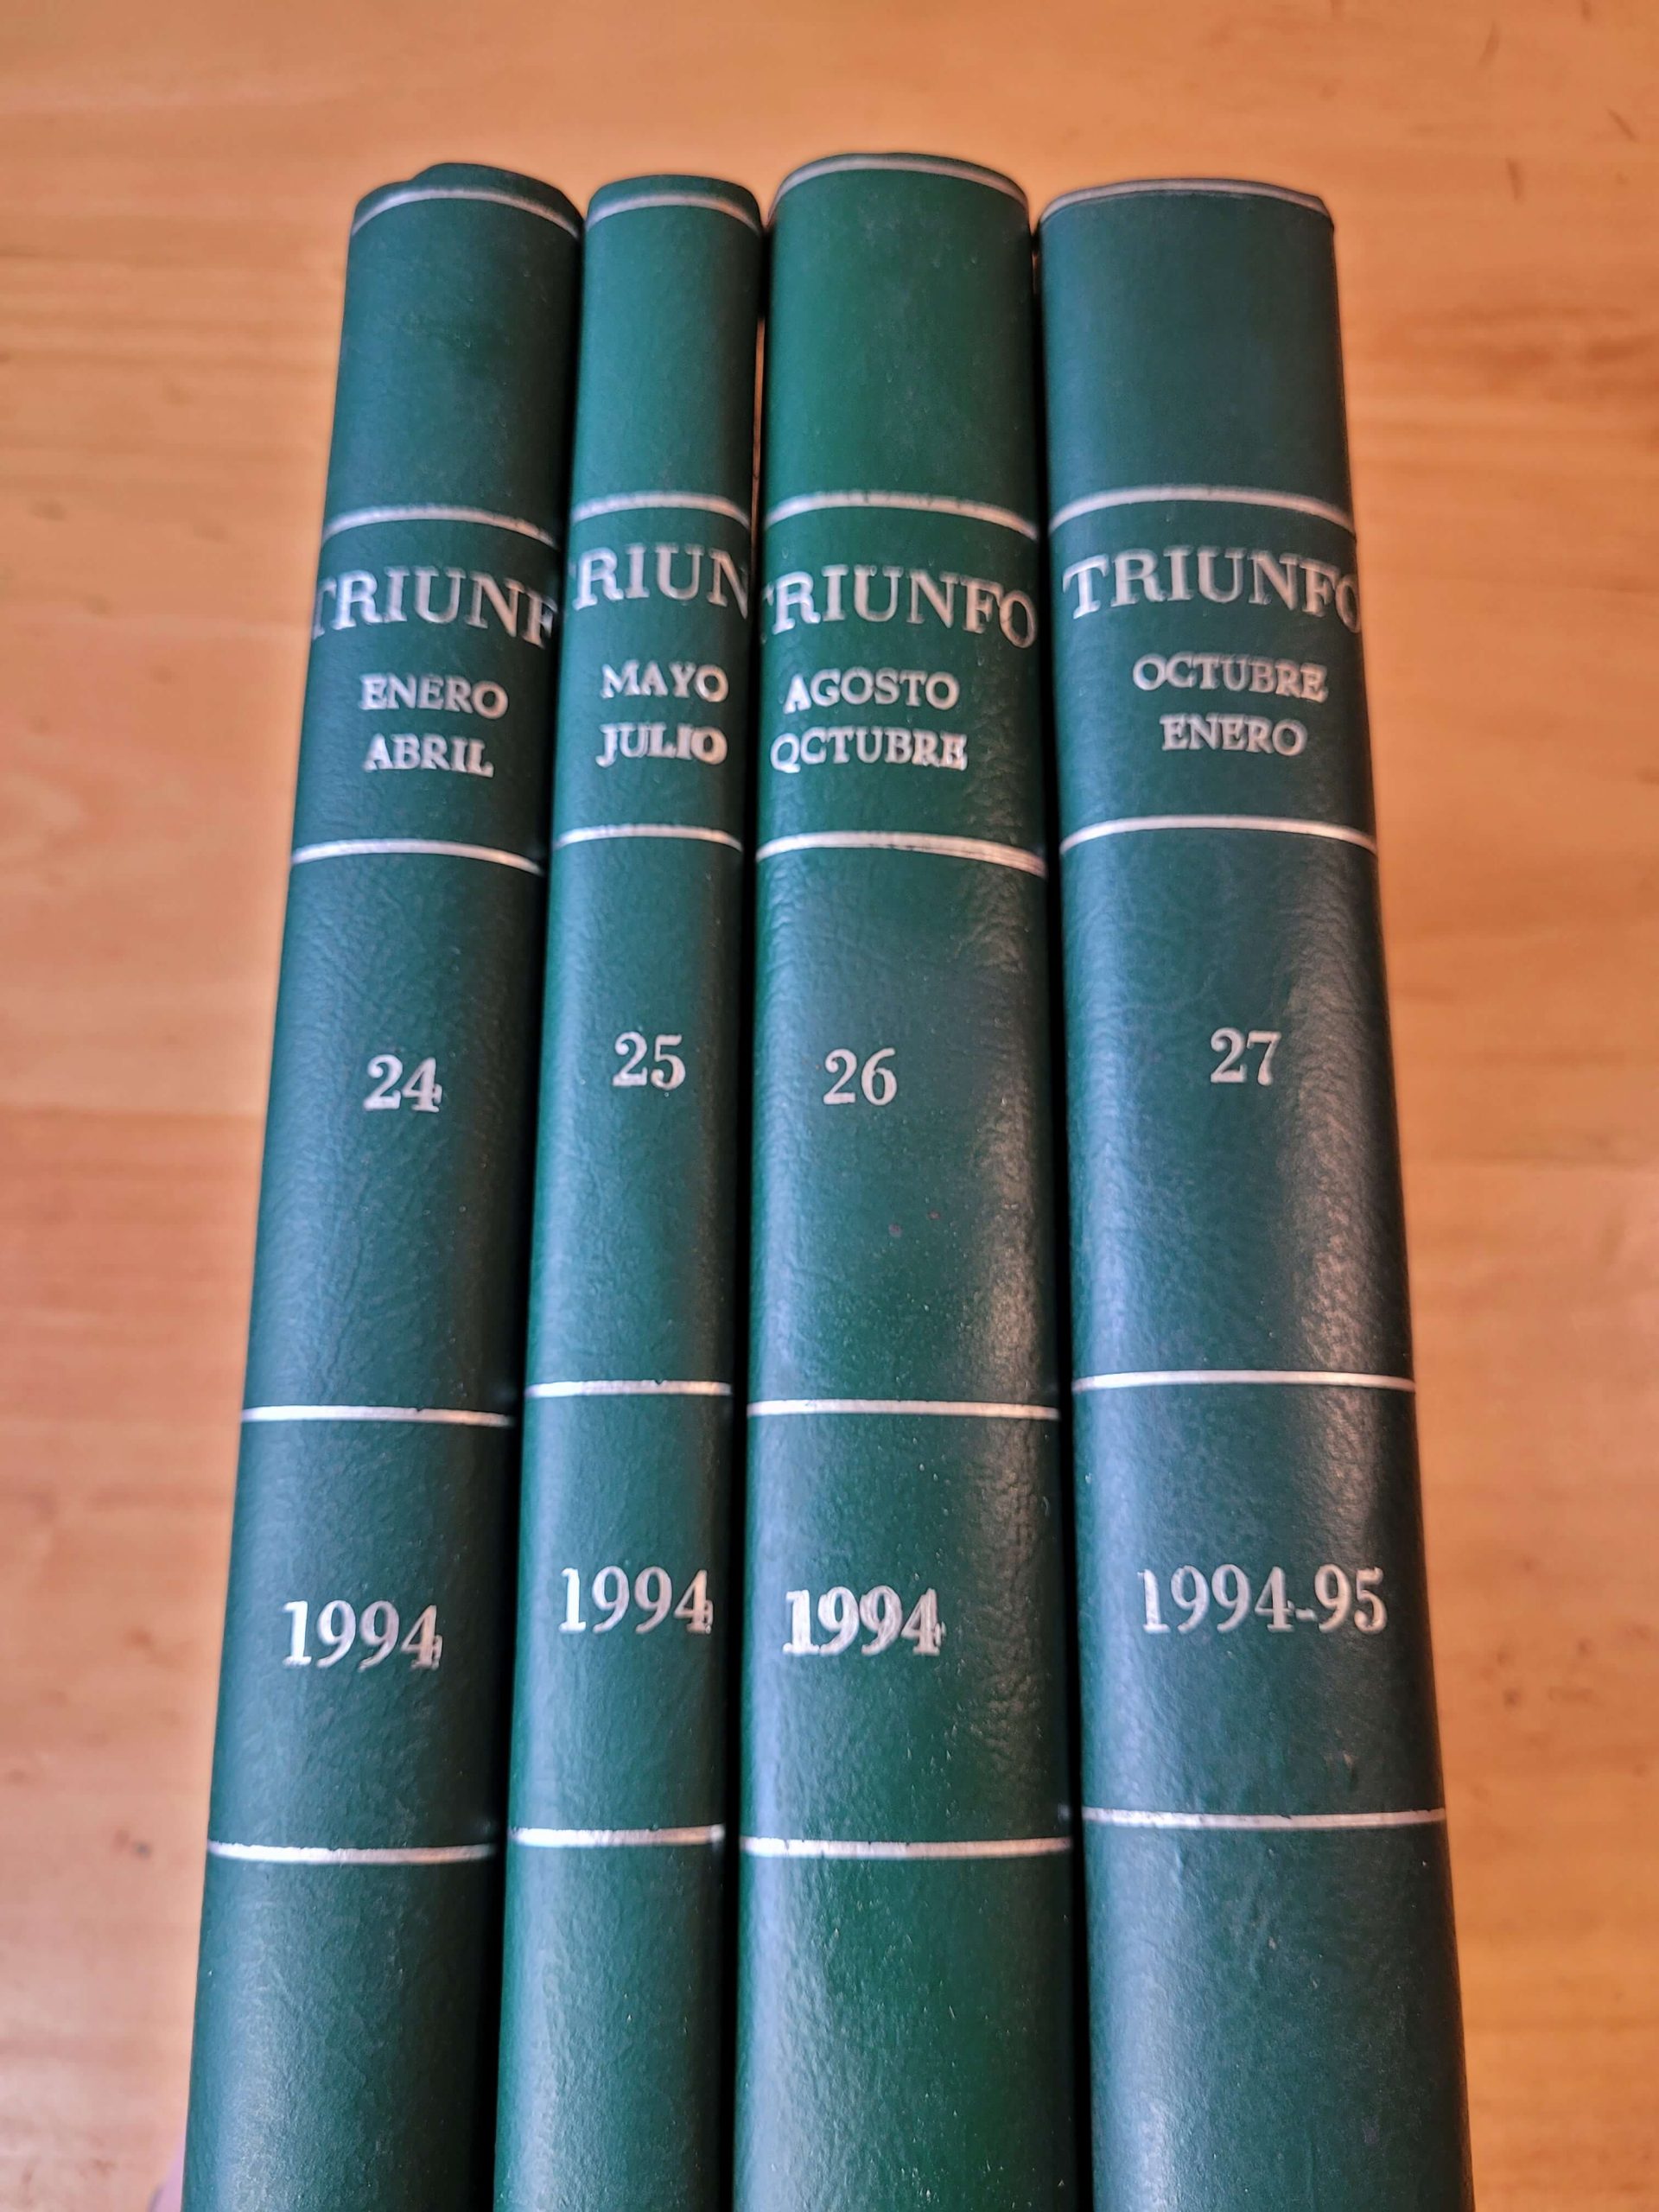 TRIUNF
ENERO
ABRIL
24
1994
TRIUN
MAYO
JULIO
25
1994
TRIUNFO
AGOSTO
OCTUBRE
26
1994
TRIUNFO
OCTUBRE
ENERO
27
1994-95